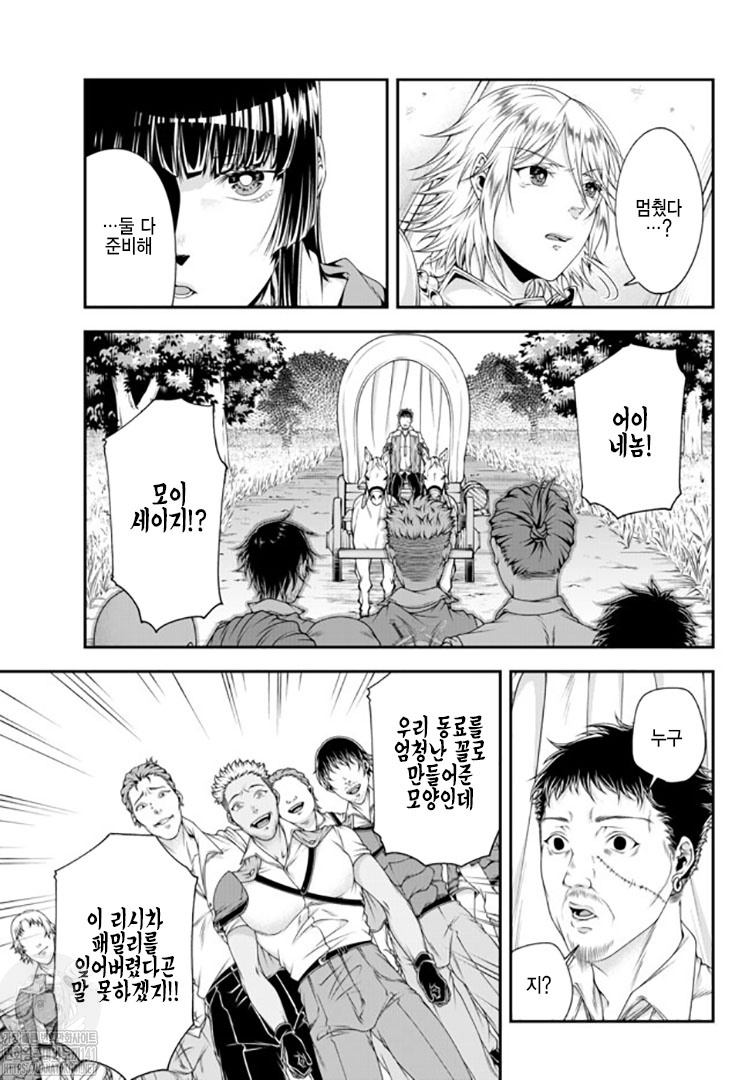 멈췄다
…?
…둘 다
준비해
어이
네놈!
모이
세이지!?
누구
지?
우리 동료를
엄청난 꼴로
만들어준
모양인데
이 리시차
패밀리를
잊어버렸다곤
말 못하겠지!!